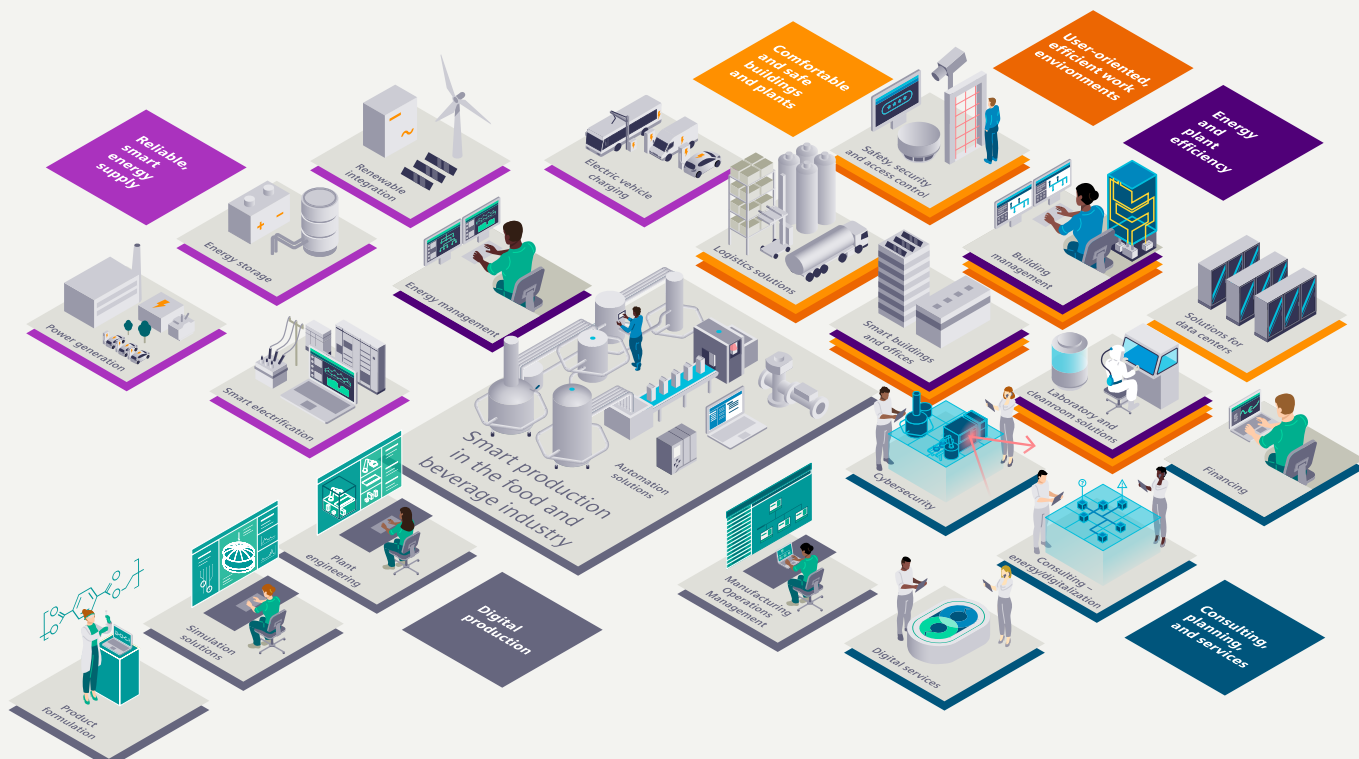 Comfortable
and safe
buildings
and plants
User-oriented,
efficient work
environments
Energy
and
plant
efficiency
Reliable,
smart
energy
supply
Renewable
integration
Electric vehicle
charging
Safety, security
and access control
Energy storage
Energy management
Logistics solutions
Building
management
Power generation
Smart electrification
Smart buildings
and offices
Solutions for
data centers
Laboratory and
cleanroom solutions
Smart production
in the food and
beverage industry
Automation
solutions
Cybersecurity
Financing
Plant
engineering
Simulation
solutions
Product
formulation
Digital
production
Manufacturing
Operations
Management
Consulting –
energy/digitalization
Digital services
Consulting,
planning,
and services